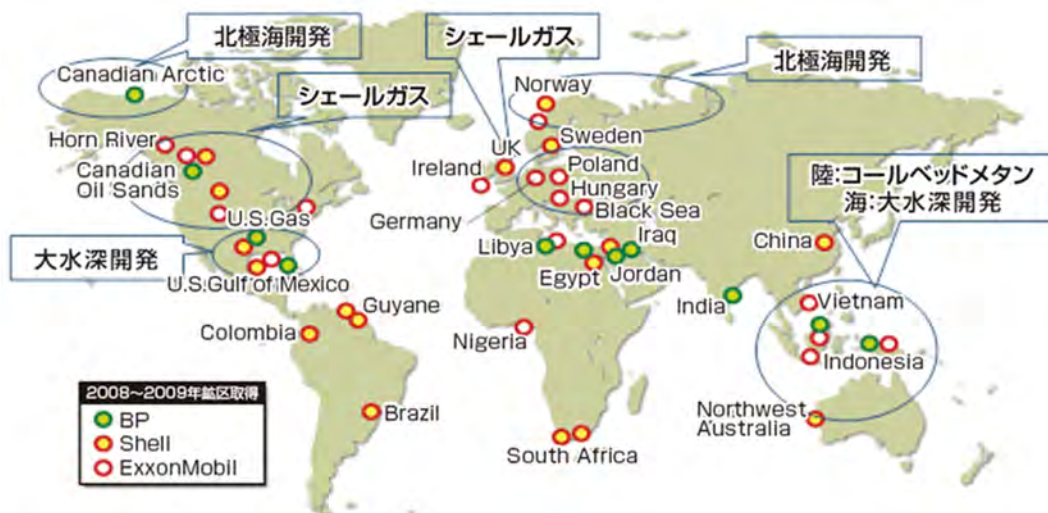 北極海開発
シェールガス
北極海開発
Canadian Arctic
シェールガス
Norway
Horn River
UK
Sweden
Canadian
Oil Sands
Ireland
Poland
Hungary
Black Sea
Germany
陸:コールベッドメタン
海:大水深開発
U.S.Gas
大水深開発
U.S.Gulf of Mexico
Libya
Iraq
Egypt
Jordan
China
India
Vietnam
Guyane
Colombia
Nigeria
Indonesia
2008～2009年鉱区取得
BP
Shell
ExxonMobil
Brazil
Northwest
Australia
South Africa